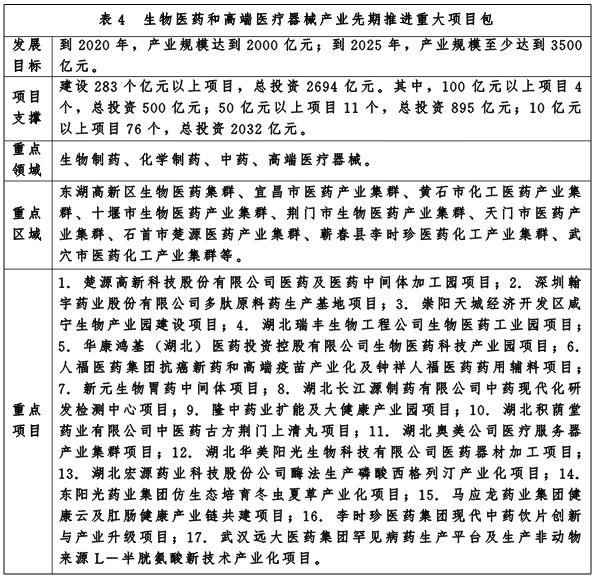 表 4 生物医药和高端医疗器械产业先期推进重大项目包
发展
目标
到 2020 年，产业规模达到 2000 亿元；到 2025 年，产业规模至少达到 3500
亿元。
项目
支撑
建设 283 个亿元以上项目，总投资 2694 亿元。其中，100 亿元以上项目 4
个，总投资 500 亿元；50 亿元以上项目 11 个，总投资 895 亿元；10 亿元
以上项目 76 个，总投资 2032 亿元。
重点
领域
生物制药、化学制药、中药、高端医疗器械。
重点
区域
东湖高新区生物医药集群、宜昌市医药产业集群、黄石市化工医药产业集
群、十堰市生物医药产业集群、荆门市生物医药产业集群、天门市医药产
业集群、石首市楚源医药产业集群、蕲春县李时珍医药化工产业集群、武
穴市医药化工产业集群等。
重点
项目
1. 楚源高新科技股份有限公司医药及医药中间体加工园项目；2. 深圳翰
宇药业股份有限公司多肽原料药生产基地项目；3. 崇阳天城经济开发区咸
宁生物产业园建设项目；4. 湖北瑞丰生物工程公司生物医药工业园项目；
5. 华康鸿基（湖北）医药投资控股有限公司生物医药科技产业园项目；6.
人福医药集团抗癌新药和高端疫苗产业化及钟祥人福医药药用辅料项目；
7. 新元生物胃药中间体项目；8. 湖北长江源制药有限公司中药现代化研
发检测中心项目；9. 隆中药业扩能及大健康产业园项目；10. 湖北积荫堂
药业有限公司中医药古方荆门上清丸项目；11. 湖北奥美公司医疗服务器
产业集群项目；12. 湖北华美阳光生物科技有限公司医药器材加工项目；
13. 湖北宏源药业科技股份公司酶法生产磷酸西格列汀产业化项目；14.
东阳光药业集团仿生态培育冬虫夏草产业化项目；15. 马应龙药业集团健
康云及肛肠健康产业链共建项目；16. 李时珍医药集团现代中药饮片创新
与产业升级项目；17. 武汉远大医药集团罕见病药生产平台及生产非动物
来源 L－半胱氨酸新技术产业化项目。